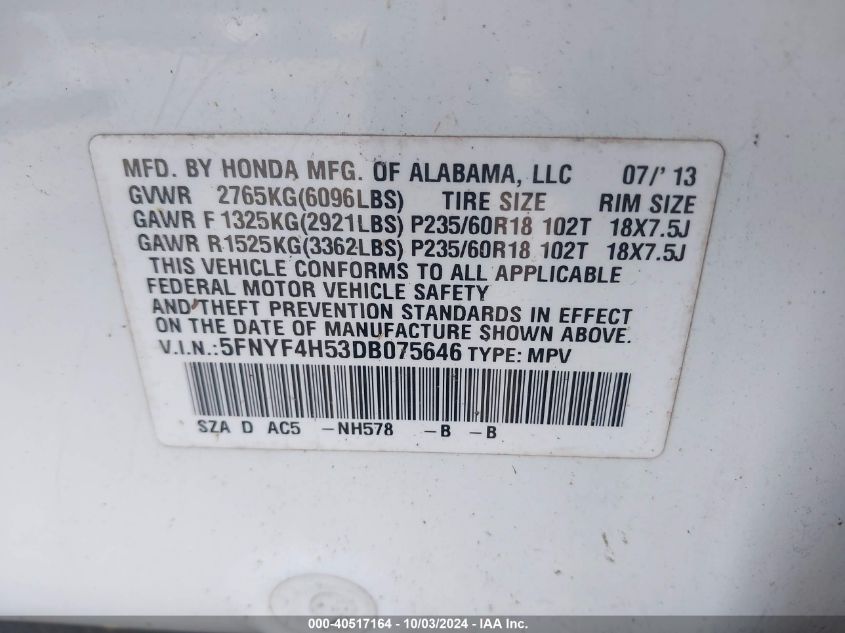 MFD. BY HONDA MFG. OF ALABAMA, LLC 07/'13
GVWR 2765KG(6096LBS) TIRE SIZE RIM SIZE
GAWR F 1325KG(2921LBS) P235/60R18 102T 18X7.5J
GAWR R1525KG(3362LBS) P235/60R18 102T 18X7.5J
THIS VEHICLE CONFORMS TO ALL APPLICABLE
FEDERAL MOTOR VEHICLE SAFETY
AND THEFT PREVENTION STANDARDS IN EFFECT
ON THE DATE OF MANUFACTURE SHOWN ABOVE.
V.I.N.:5FNYF4H53DB075646 TYPE: MPV
SZA D AC5 -NH578 -B -B
000-40517164 - 10/03/2024 - IAA Inc.